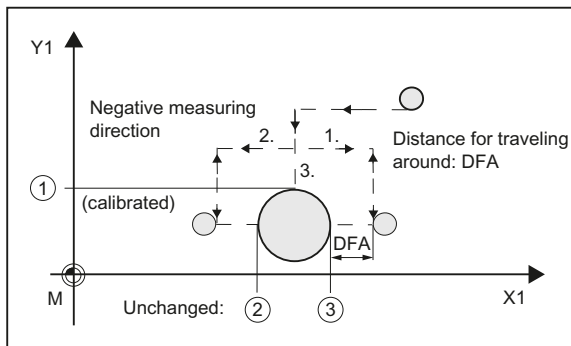 Y1
Negative measuring
direction
2.
1.
Distance for traveling
around: DFA
3.
1
(calibrated)
DFA
M
Unchanged:
2
3
X1